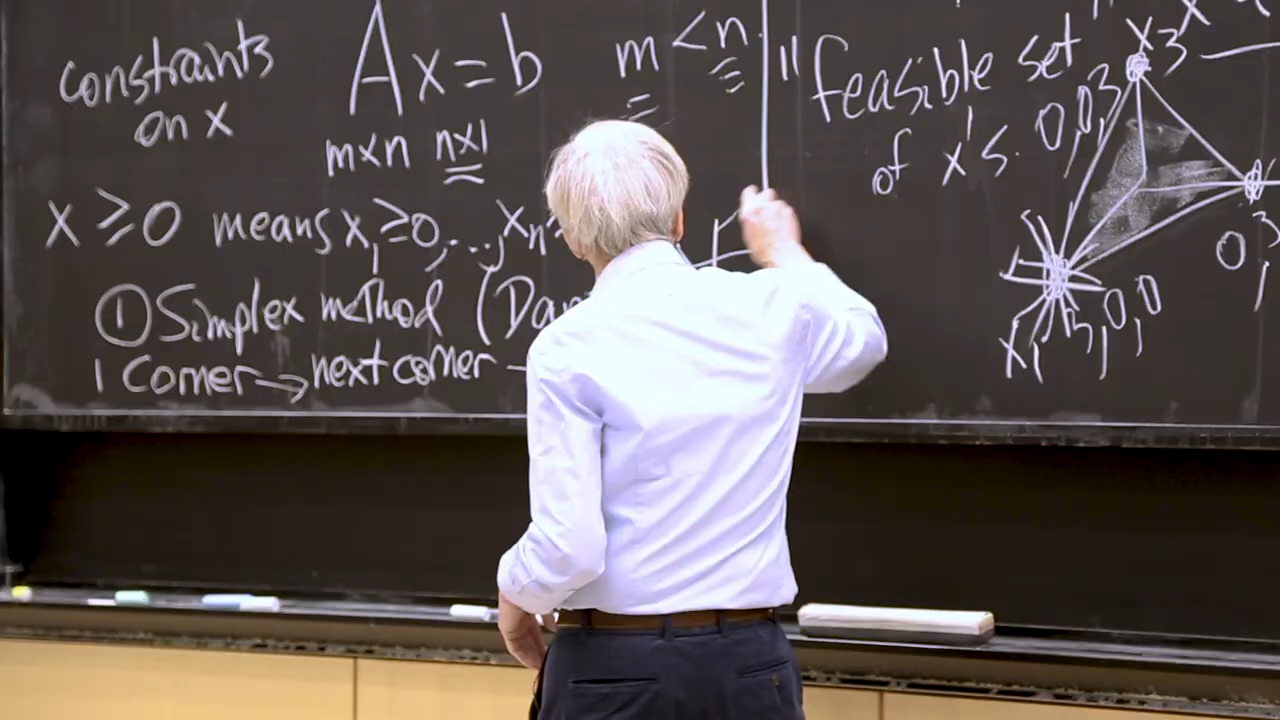 constraints
on x
Ax=b
m×n n×1
m < n
x ≥ 0 means x₁ ≥ 0, ..., xₙ
① Simplex method (Dan
1 Corner → next corner
"feasible set
of x's.
x₃
0,0,3
x₁ 3,0,0
0,3